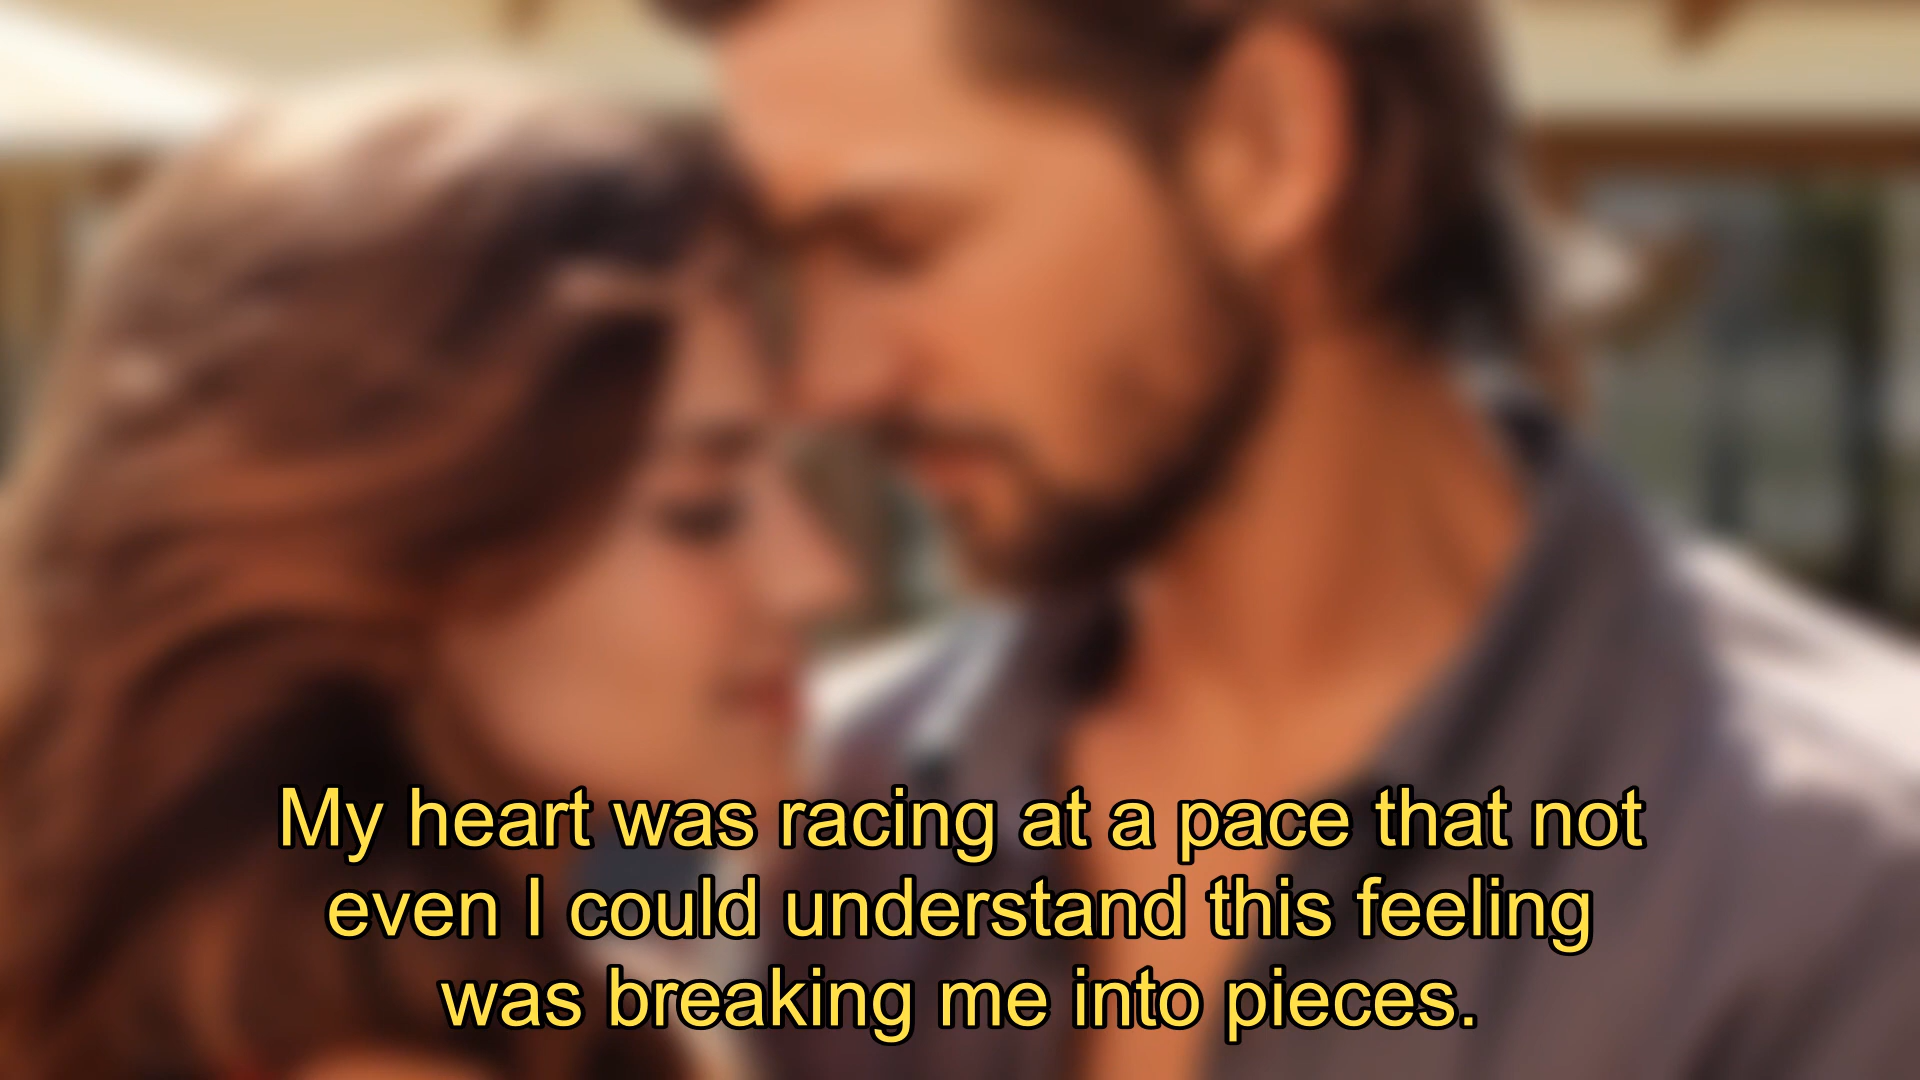 My heart was racing at a pace that not
even I could understand this feeling
was breaking me into pieces.